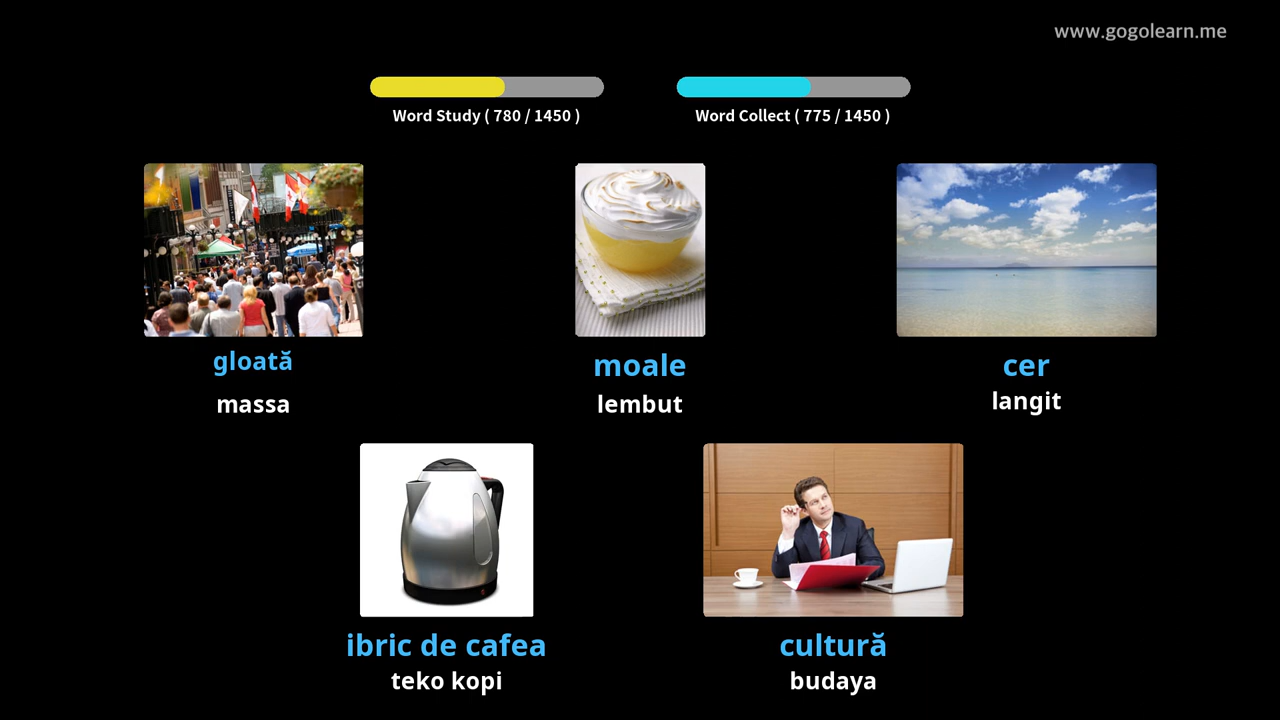 www.gogolearn.me
Word Study ( 780 / 1450 )
Word Collect ( 775 / 1450 )
gloată
massa
moale
lembut
cer
langit
ibric de cafea
teko kopi
cultură
budaya